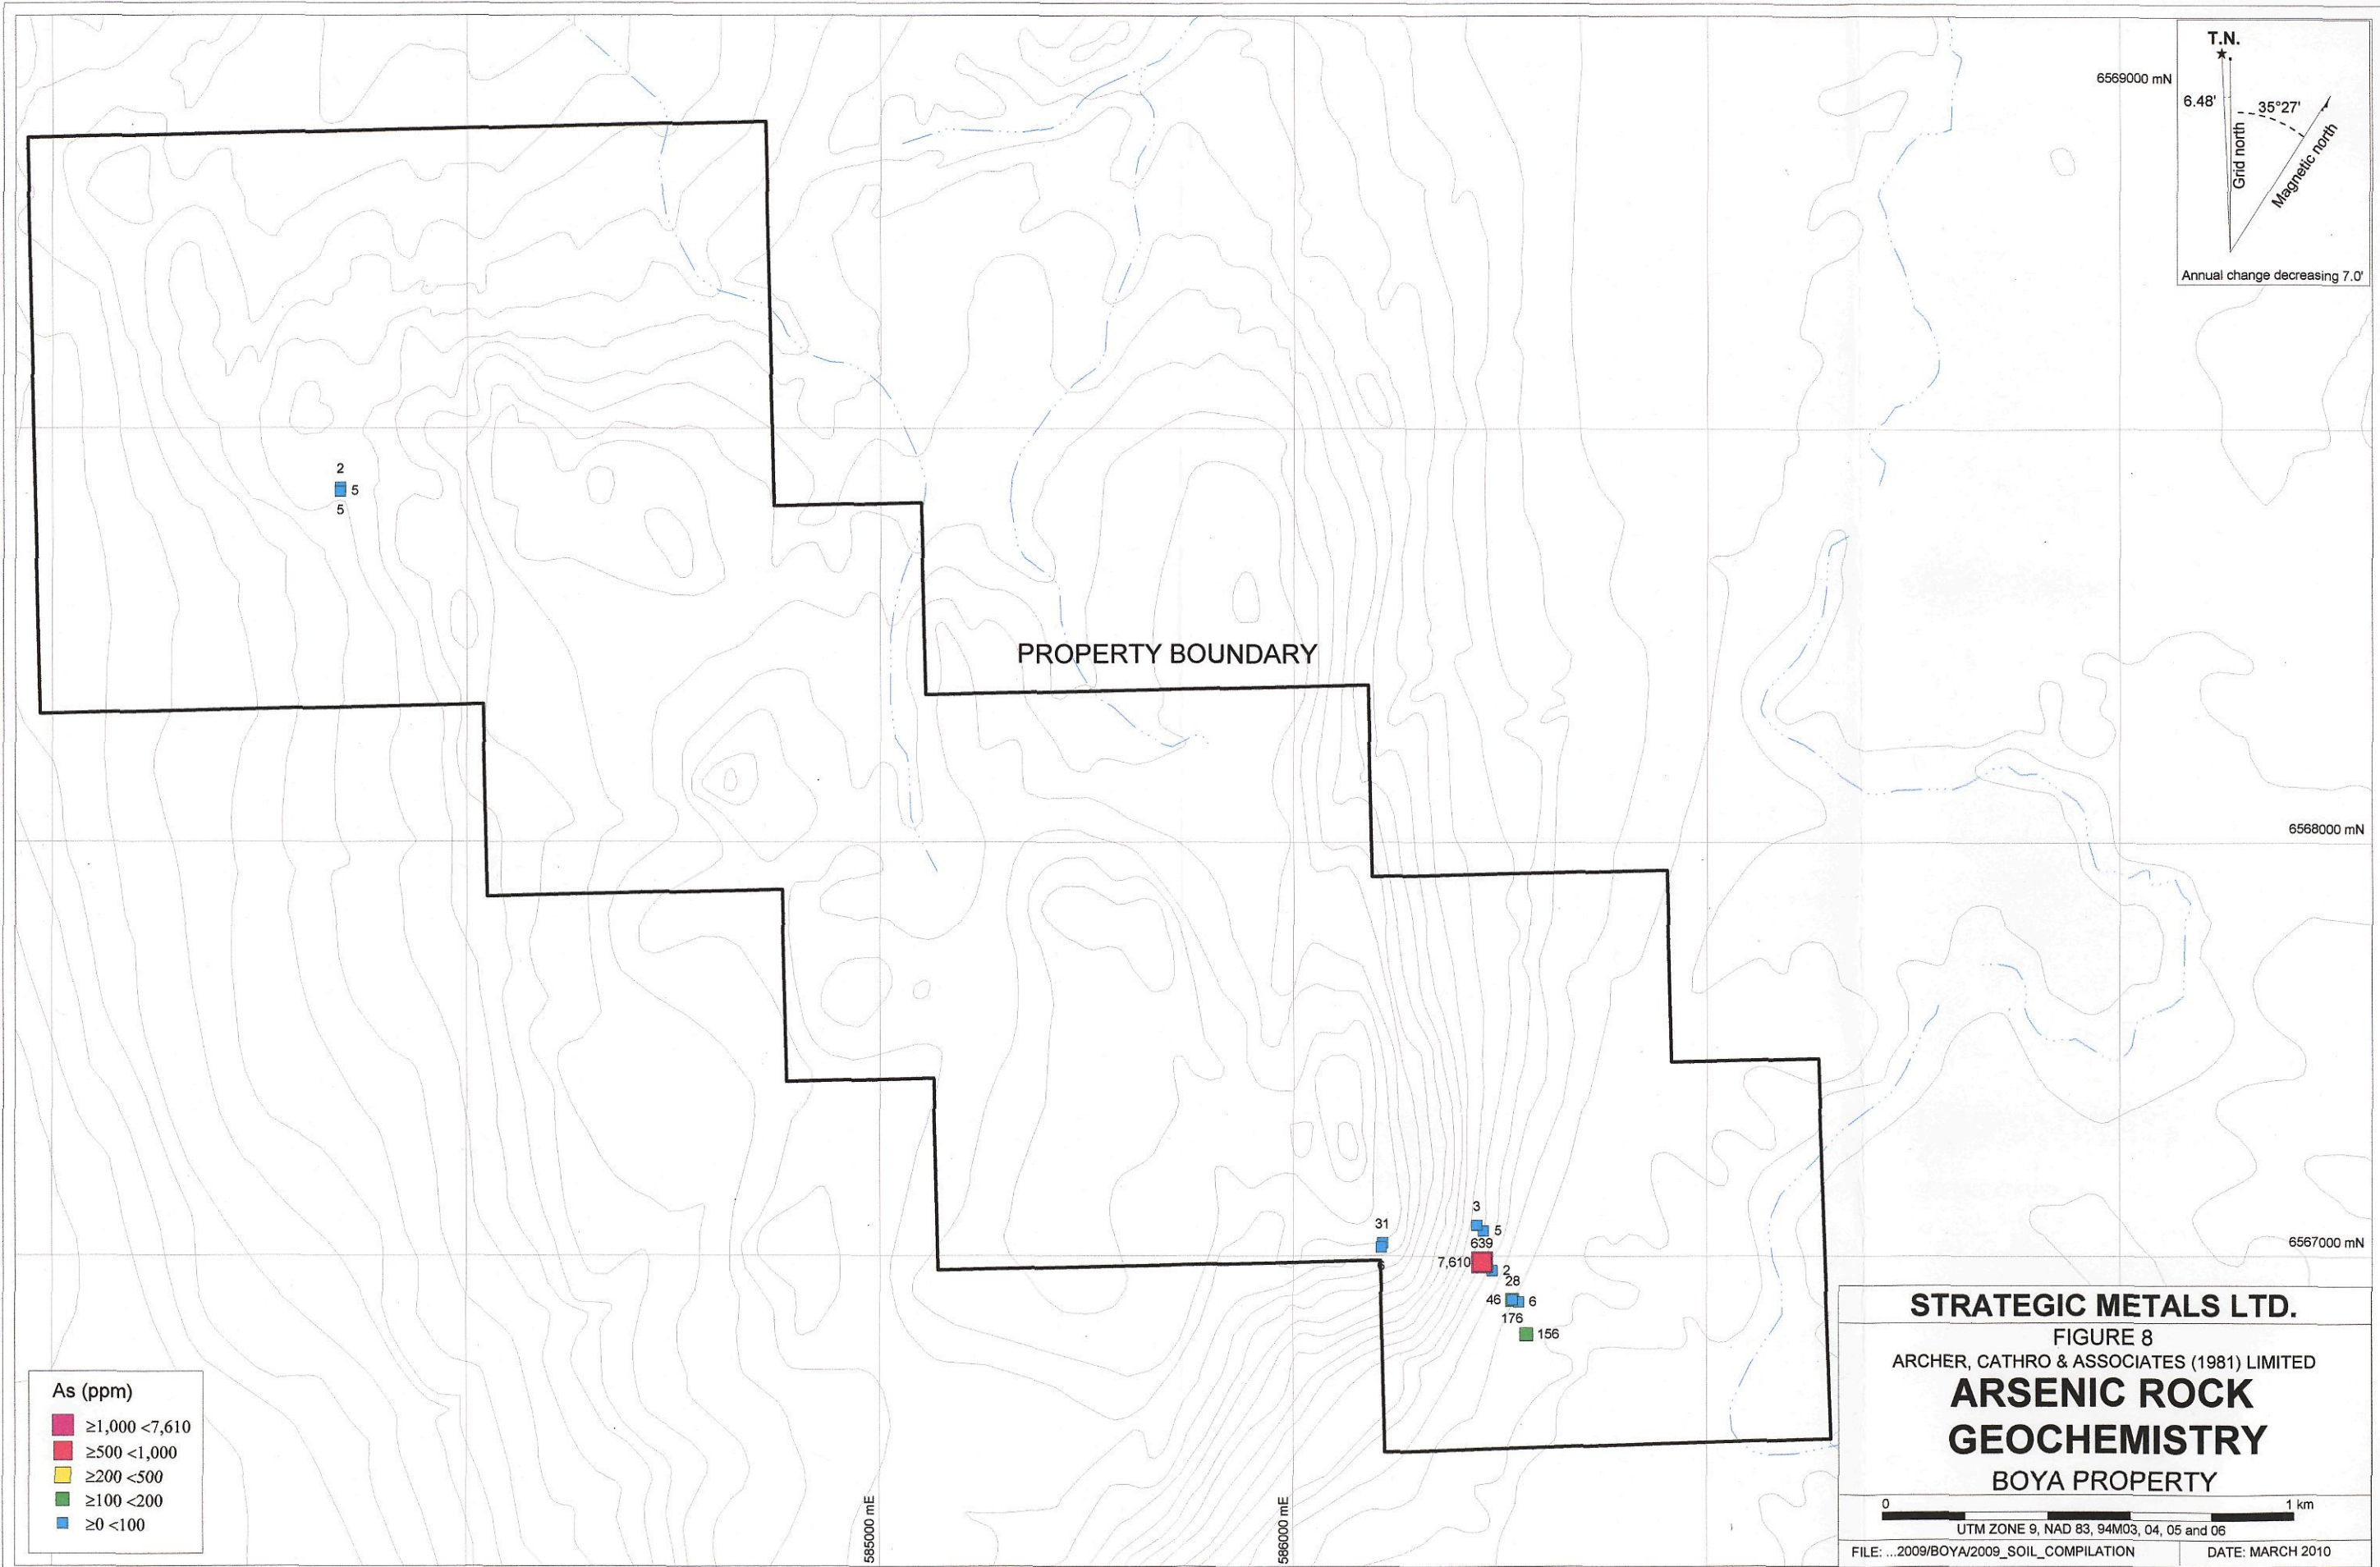 T.N.
6569000 mN
6.48'
35°27'
Grid north
Magnetic north
Annual change decreasing 7.0'
2
5
5
PROPERTY BOUNDARY
6568000 mN
3
31
5
639
6567000 mN
7,610
6
2
28
46
6
176
156
As (ppm)
≥1,000 <7,610
≥500 <1,000
≥200 <500
≥100 <200
≥0 <100
585000 mE
586000 mE
STRATEGIC METALS LTD.
FIGURE 8
ARCHER, CATHRO & ASSOCIATES (1981) LIMITED
ARSENIC ROCK
GEOCHEMISTRY
BOYA PROPERTY
0 1 km
UTM ZONE 9, NAD 83, 94M03, 04, 05 and 06
FILE: ...2009/BOYA/2009_SOIL_COMPILATION DATE: MARCH 2010